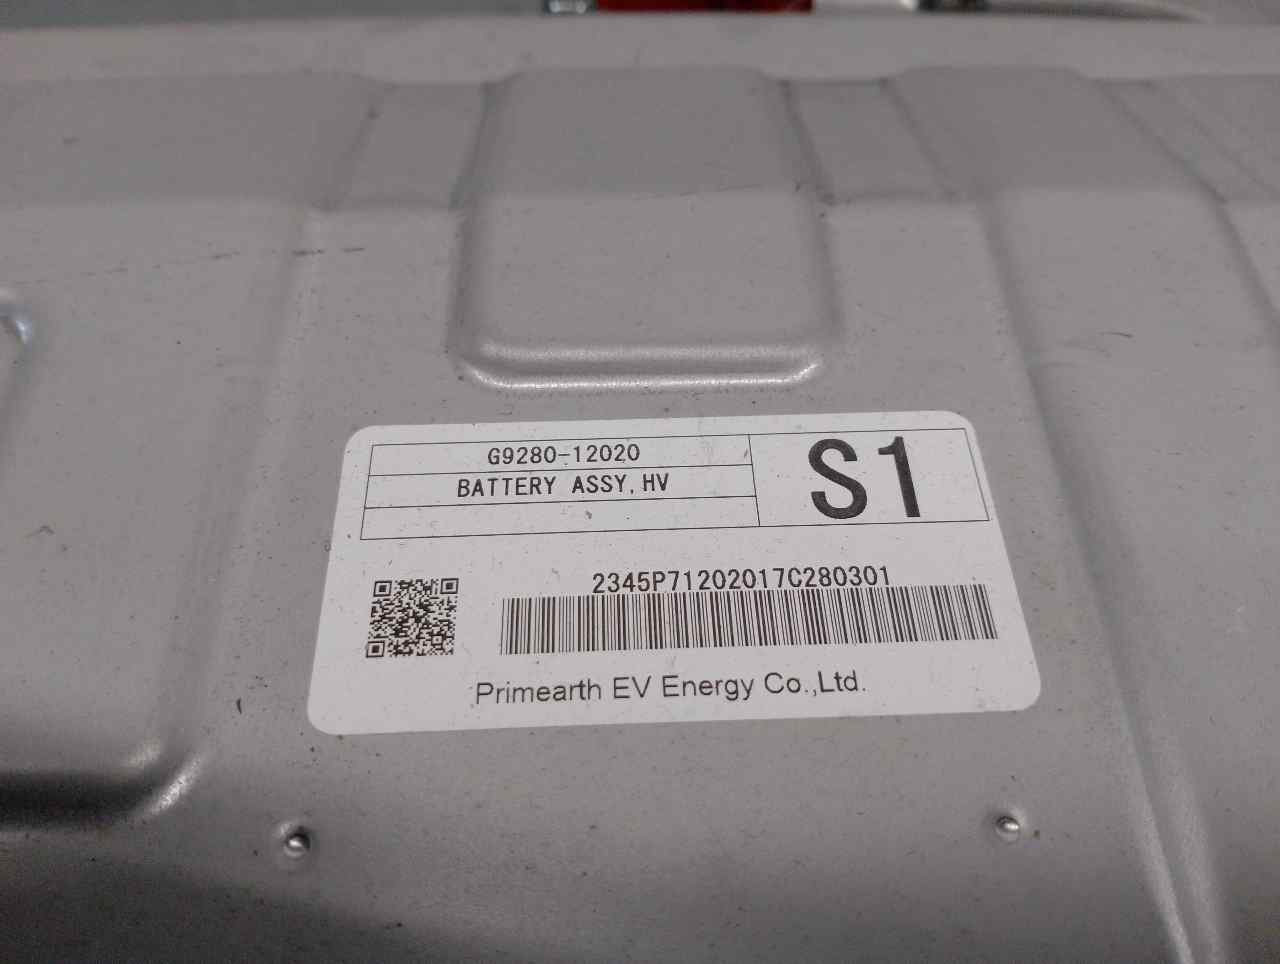 G9280-12020
BATTERY ASSY,HV
S1
2345P71202017C280301
Primearth EV Energy Co.,Ltd.